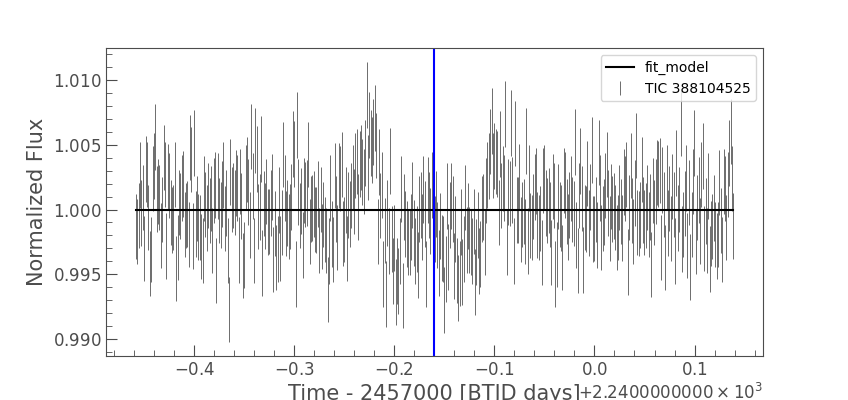 fit_model
TIC 388104525
Normalized Flux
1.010
1.005
1.000
0.995
0.990
−0.4
−0.3
−0.2
−0.1
0.0
0.1
Time - 2457000 [BTJD days]
+2.2400000000 × 10³